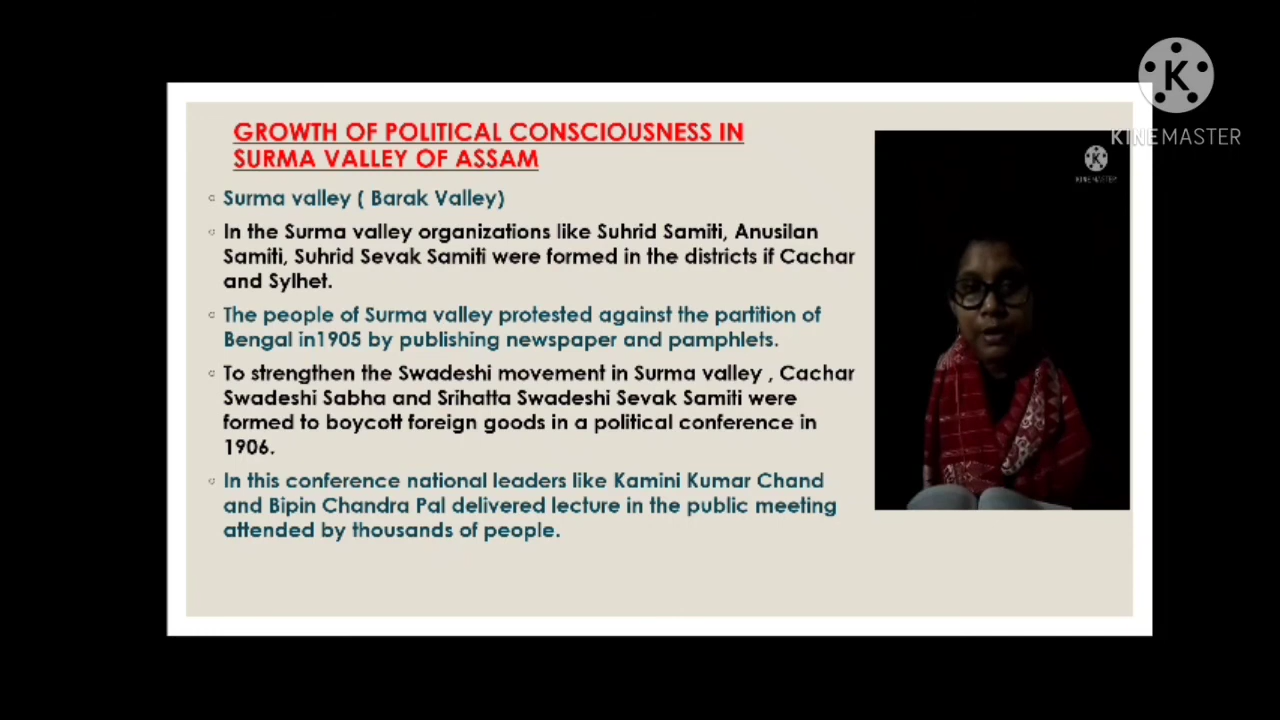 GROWTH OF POLITICAL CONSCIOUSNESS IN
SURMA VALLEY OF ASSAM
Surma valley ( Barak Valley)
In the Surma valley organizations like Suhrid Samiti, Anusilan
Samiti, Suhrid Sevak Samiti were formed in the districts if Cachar
and Sylhet.
The people of Surma valley protested against the partition of
Bengal in1905 by publishing newspaper and pamphlets.
To strengthen the Swadeshi movement in Surma valley , Cachar
Swadeshi Sabha and Srihatta Swadeshi Sevak Samiti were
formed to boycott foreign goods in a political conference in
1906.
In this conference national leaders like Kamini Kumar Chand
and Bipin Chandra Pal delivered lecture in the public meeting
attended by thousands of people.
K
KINEMASTER
K
KINEMASTER